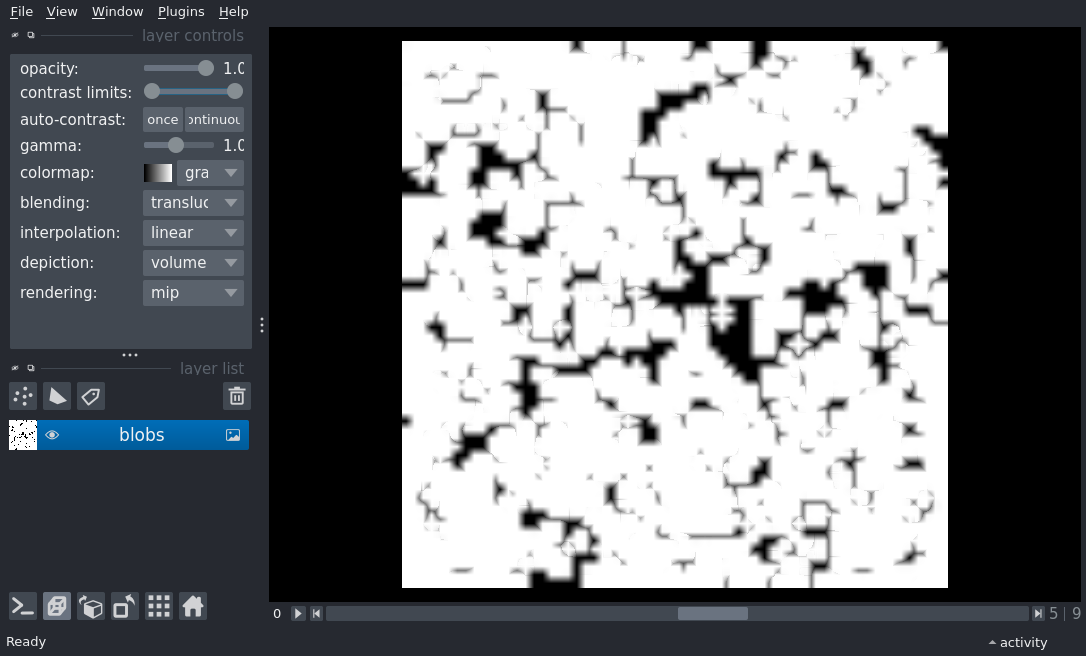 File View Window Plugins Help
layer controls
opacity: 1.0
contrast limits:
auto-contrast: once ontinuou
gamma: 1.0
colormap: gra
blending: transluc
interpolation: linear
depiction: volume
rendering: mip
layer list
blobs
0 5 | 9
Ready activity